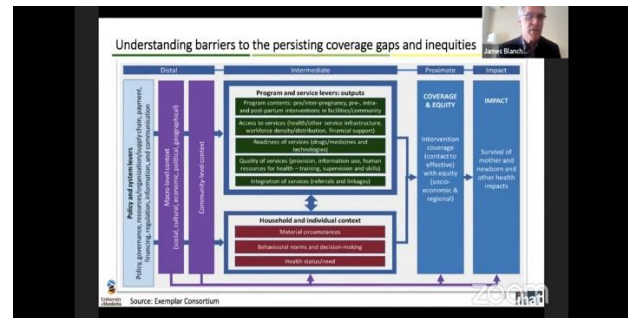 James Blanch...
Understanding barriers to the persisting coverage gaps and inequities
Distal
Intermediate
Proximate
Impact
Policy and system levers:
Policy, governance, resources/organization/supply chain, payment,
financing, regulation, information, and communication
Macro-level context
(social, cultural, economic, political, geographical)
Community-level context
Program and service levers: outputs
Program contents: pre/inter-pregnancy, pre-, intra-
and post-partum interventions in facilities/community
Access to services (health/other service infrastructure,
workforce density/distribution, financial support)
Readiness of services (drugs/medicines and
technologies)
Quality of services (provision, information use, human
resources for health – training, supervision and skills)
Integration of services (referrals and linkages)
Household and individual context
Material circumstances
Behavioural norms and decision-making
Health status/need
COVERAGE
& EQUITY
Intervention
coverage
(contact to
effective)
with equity
(socio-
economic &
regional)
IMPACT
Survival of
mother and
newborn and
other health
impacts
University
of Manitoba
Source: Exemplar Consortium
zoom